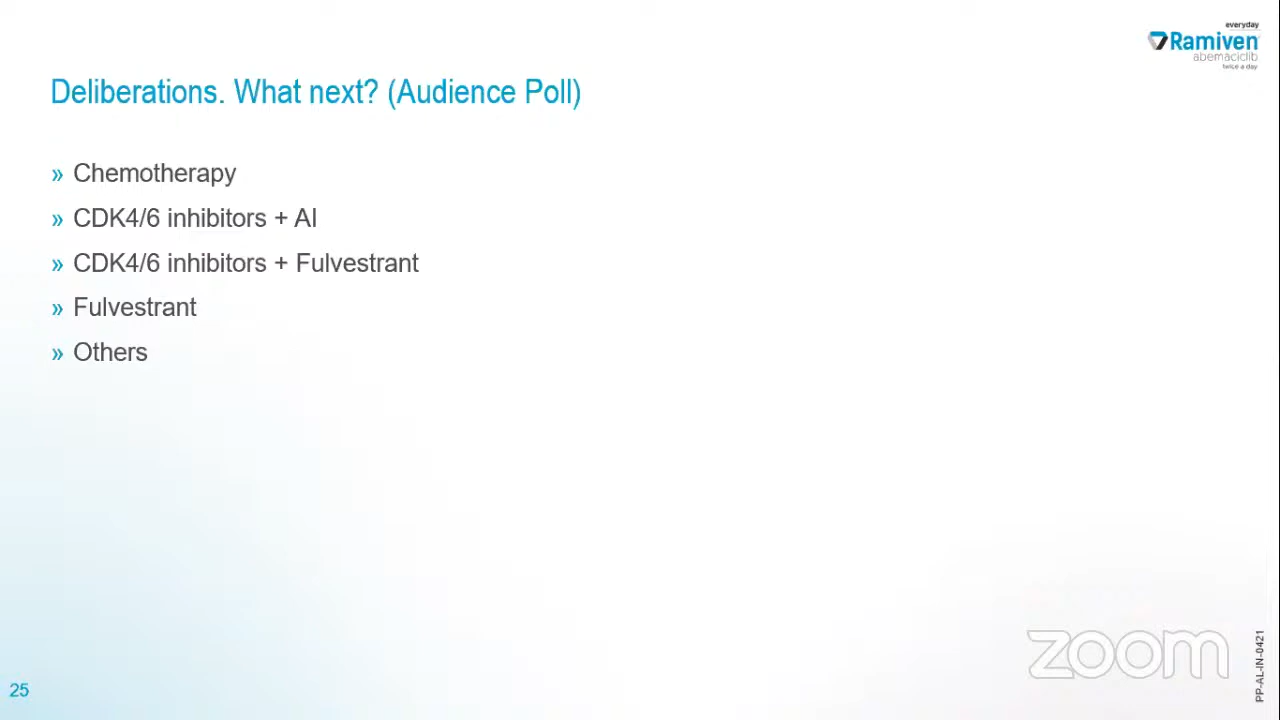 everyday
Ramiven
abemaciclib
twice a day
Deliberations. What next? (Audience Poll)
» Chemotherapy
» CDK4/6 inhibitors + AI
» CDK4/6 inhibitors + Fulvestrant
» Fulvestrant
» Others
zoom
PP-AL-IN-0421
25